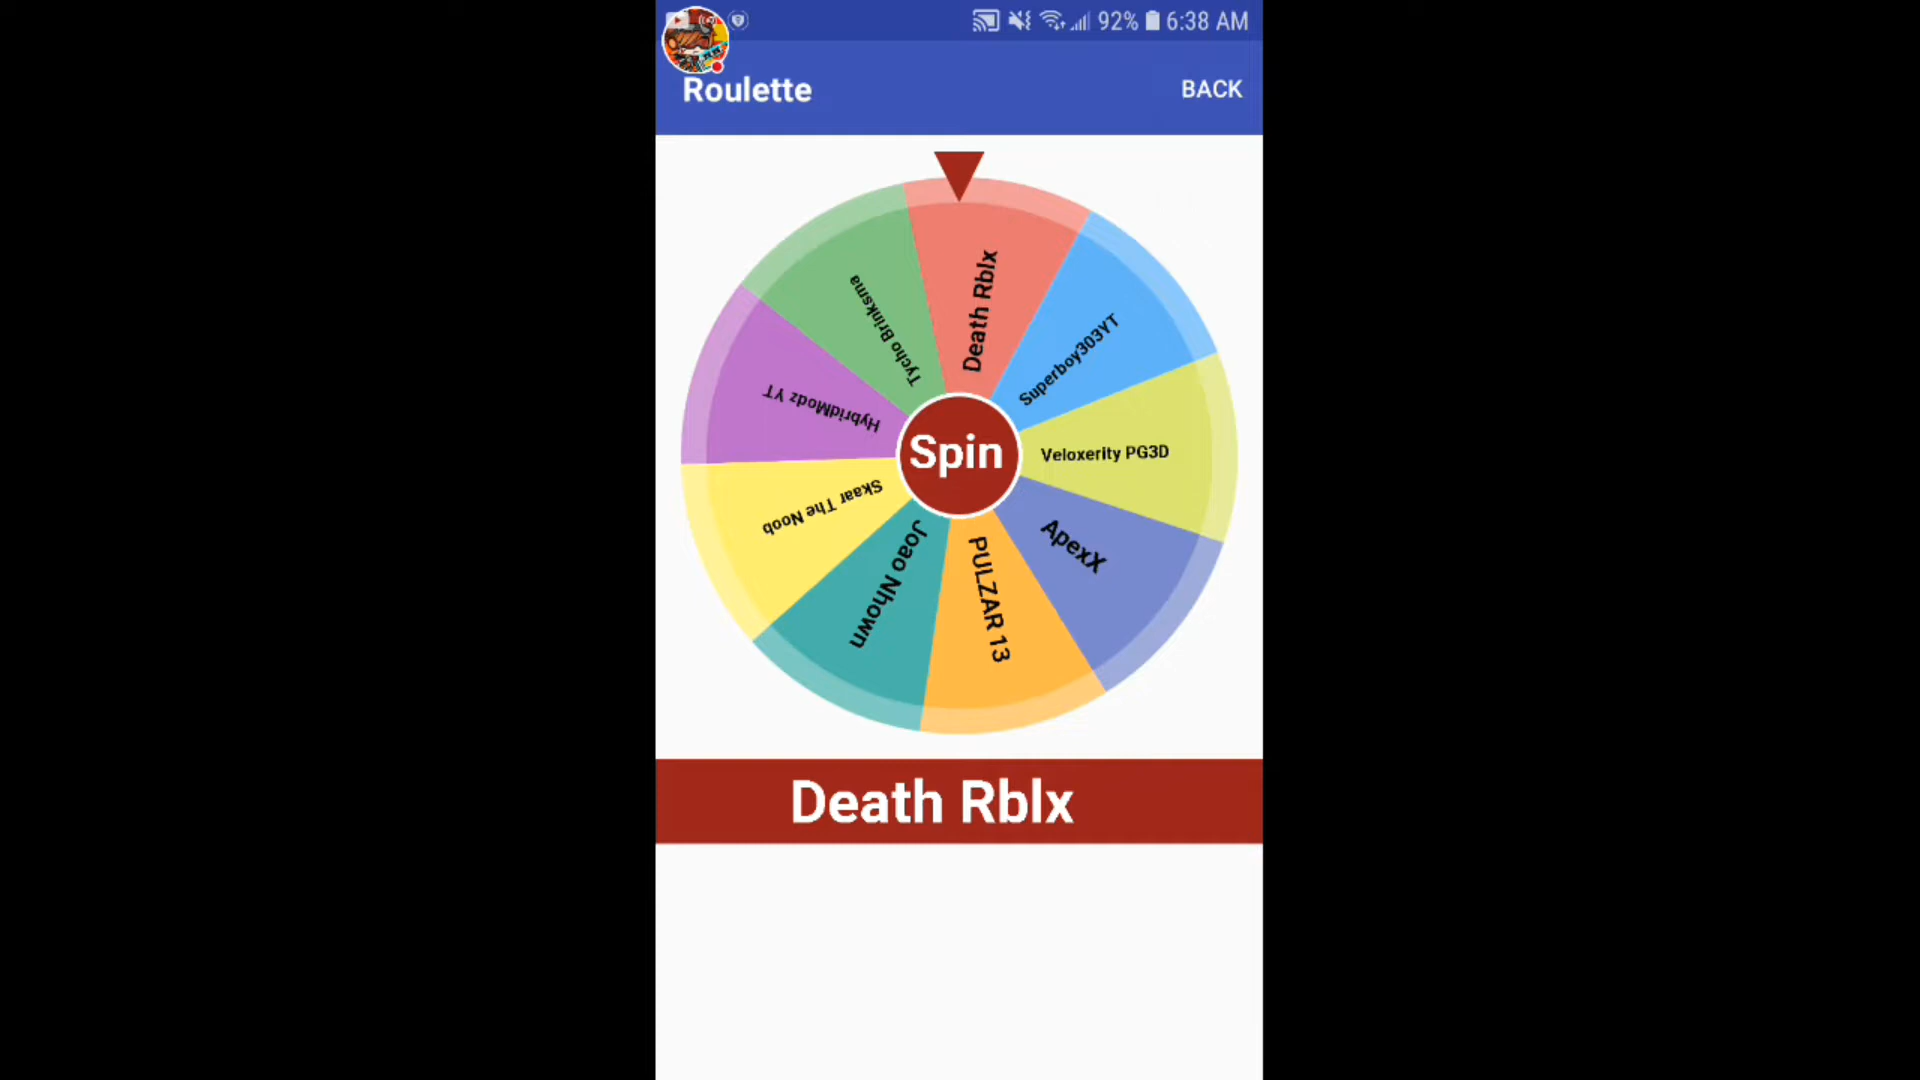 92% 6:38 AM
Roulette
BACK
Death Rblx
Superboy303YT
Veloxerity PG3D
ApexX
PULZAR 13
Joao Nhown
Skaar The Noob
HybridModz YT
Tycho Brinksma
Spin
Death Rblx